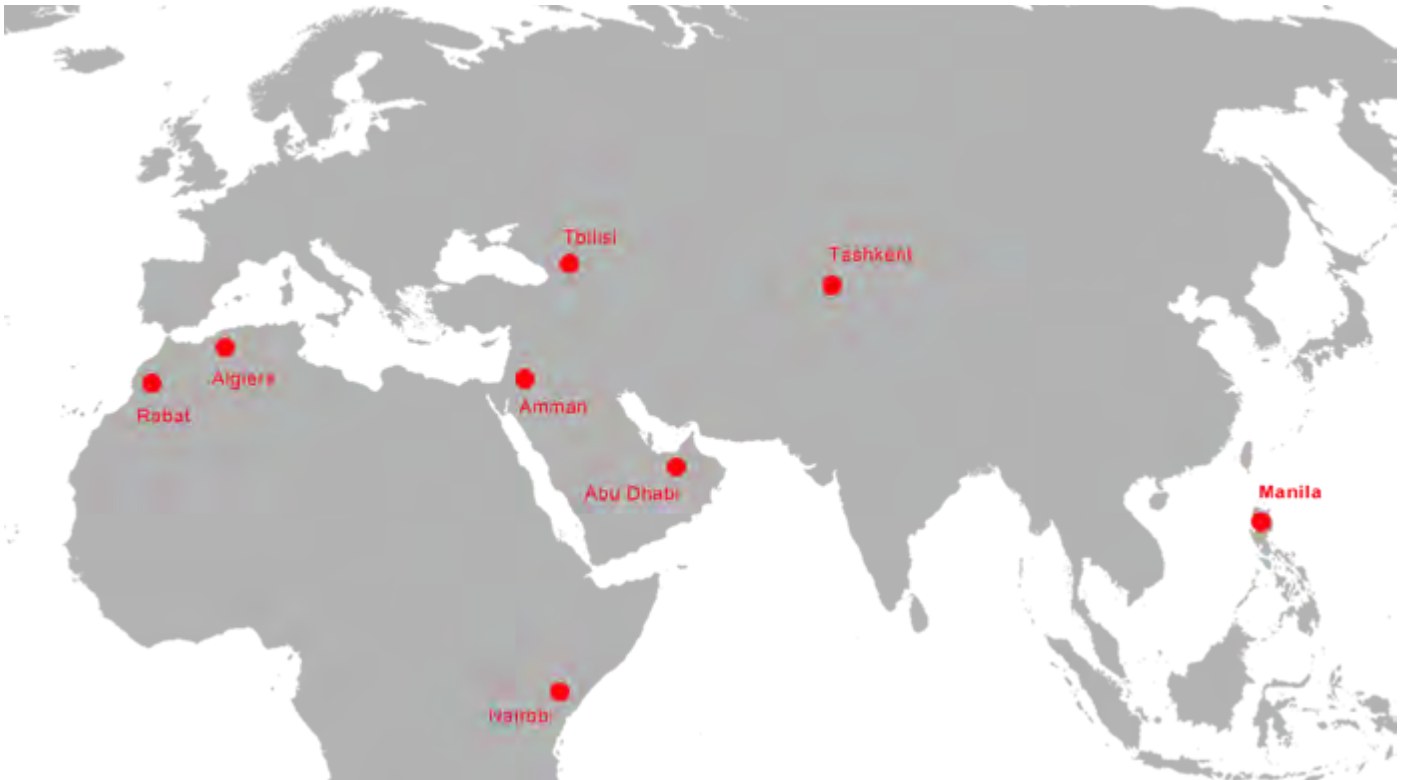 Tbilisi
Tashkent
Algiers
Amman
Rabat
Abu Dhabi
Manila
Nairobi